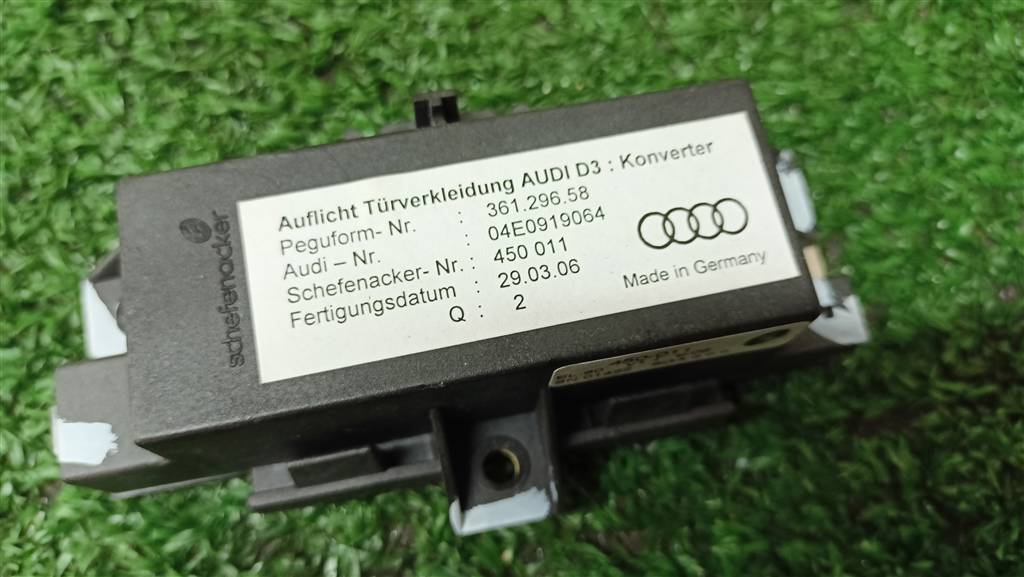 schefenacker
Auflicht Türverkleidung AUDI D3 : Konverter
Peguform- Nr. : 361.296.58
Audi – Nr. : 04E0919064
Schefenacker- Nr. : 450 011
Fertigungsdatum : 29.03.06
Q : 2
Made in Germany